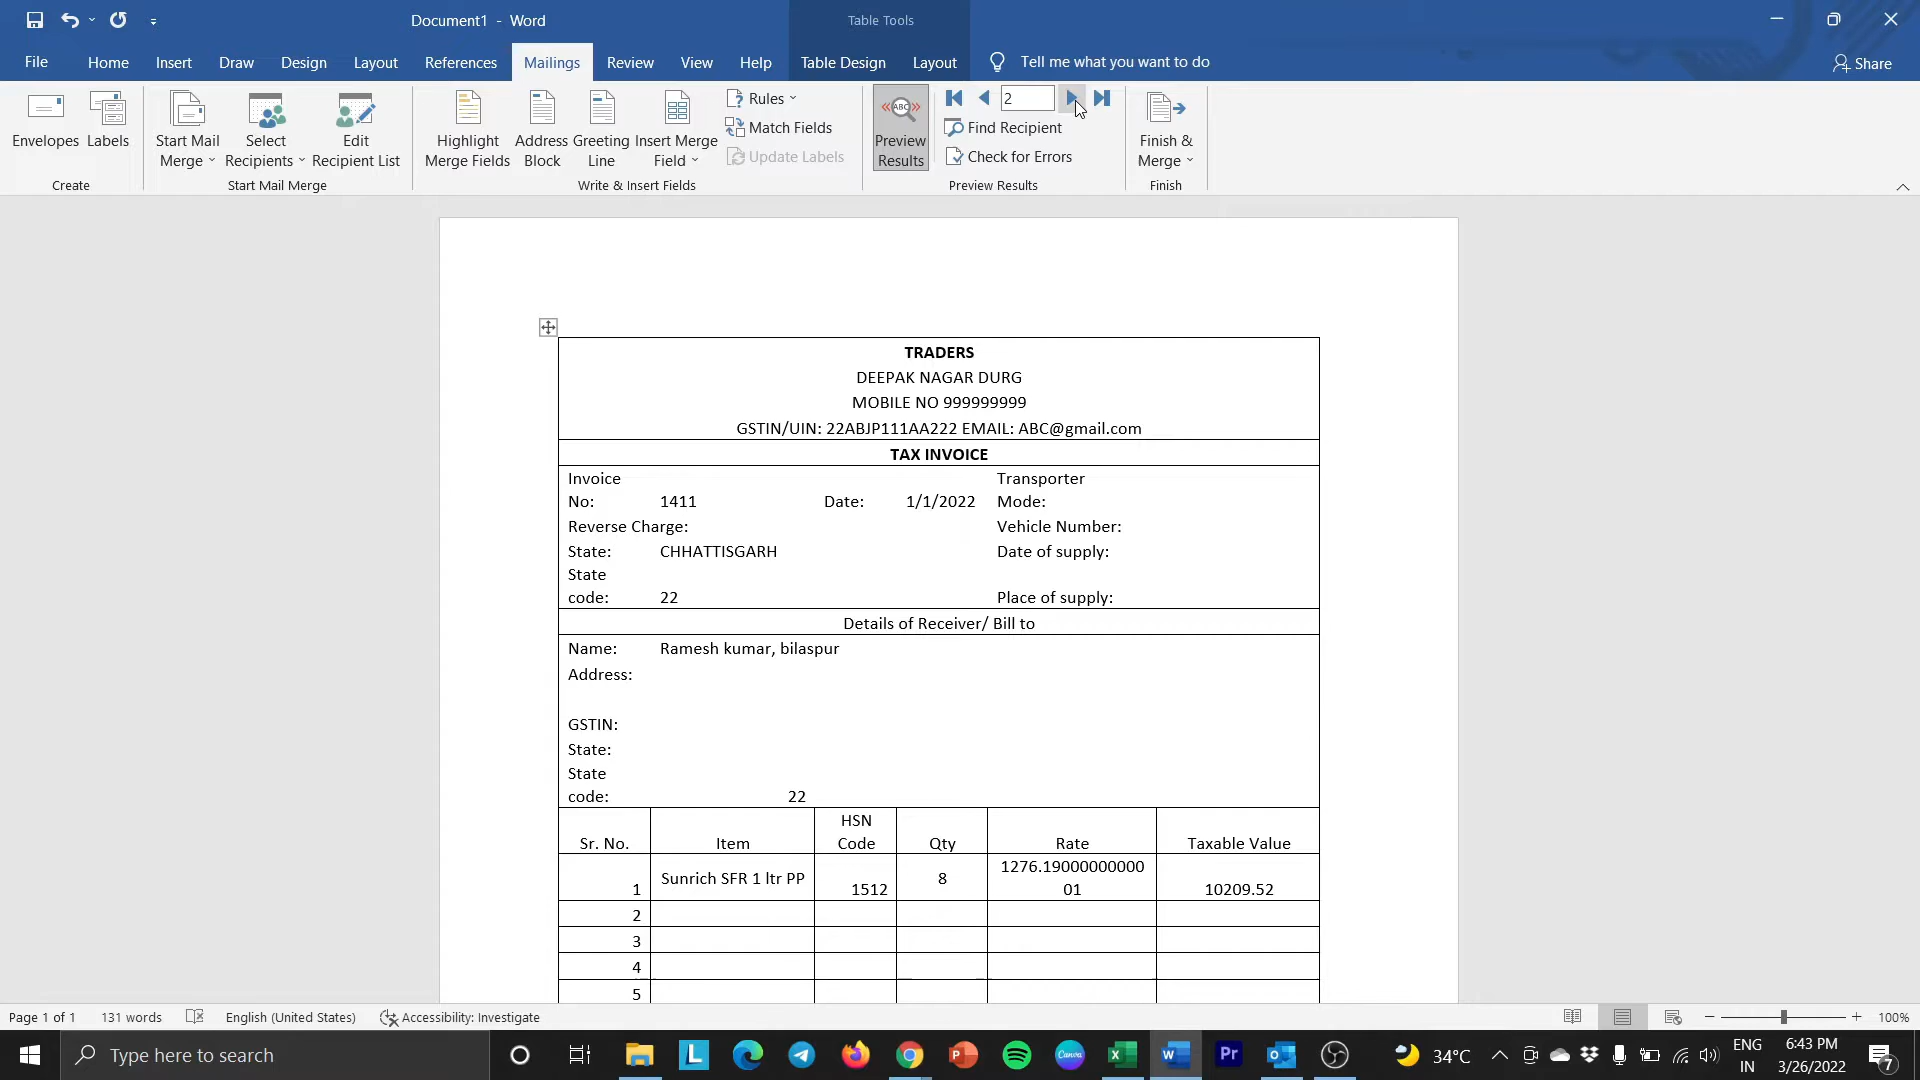 Document1 - Word
Table Tools
File Home Insert Draw Design Layout References Mailings Review View Help Table Design Layout Tell me what you want to do Share
Envelopes Labels
Create
Start Mail Merge
Select Recipients
Edit Recipient List
Start Mail Merge
Highlight Merge Fields
Address Block
Greeting Line
Insert Merge Field
Rules
Match Fields
Update Labels
Write & Insert Fields
«ABC»
Preview Results
2
Find Recipient
Check for Errors
Preview Results
Finish & Merge
Finish
TRADERS
DEEPAK NAGAR DURG
MOBILE NO 999999999
GSTIN/UIN: 22ABJP111AA222 EMAIL: ABC@gmail.com
TAX INVOICE
Invoice No: 1411 Date: 1/1/2022 Transporter Mode:
Reverse Charge: Vehicle Number:
State: CHHATTISGARH Date of supply:
State code: 22 Place of supply:
Details of Receiver/ Bill to
Name: Ramesh kumar, bilaspur
Address:
GSTIN:
State:
State code: 22
Sr. No. Item HSN Code Qty Rate Taxable Value
1 Sunrich SFR 1 ltr PP 1512 8 1276.1900000000001 10209.52
2
3
4
5
Page 1 of 1 131 words English (United States) Accessibility: Investigate 100%
Type here to search
L
Canva
Pr
34°C
ENG IN
6:43 PM
3/26/2022
7